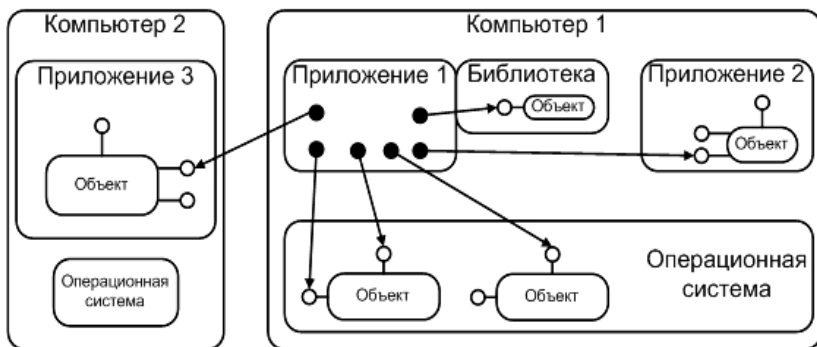 Компьютер 2
Приложение 3
Объект
Операционная
система
Компьютер 1
Приложение 1
Библиотека
Объект
Приложение 2
Объект
Объект
Объект
Операционная
система